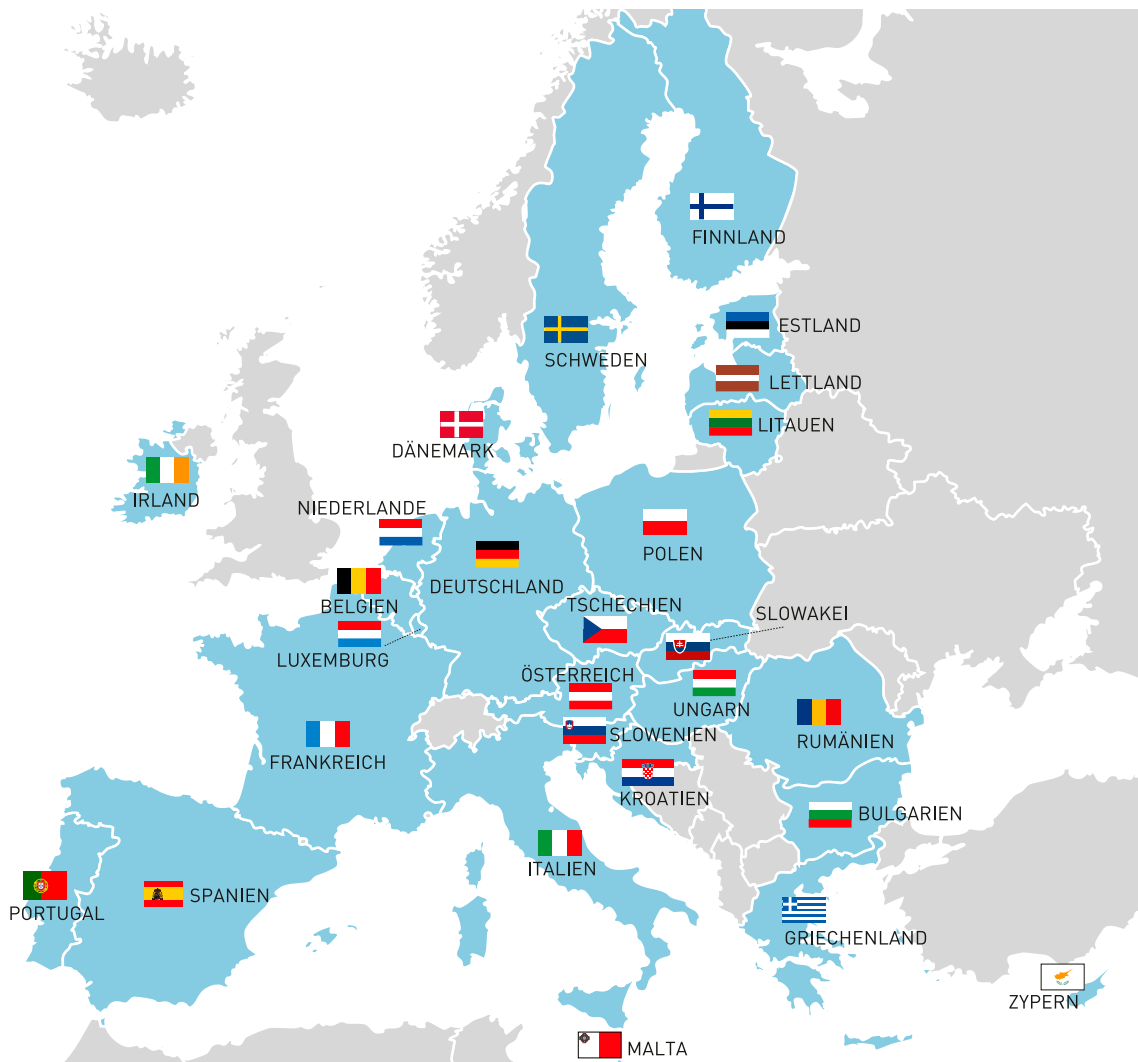 FINNLAND
ESTLAND
SCHWEDEN
LETTLAND
LITAUEN
DÄNEMARK
IRLAND
NIEDERLANDE
POLEN
DEUTSCHLAND
BELGIEN
TSCHECHIEN
SLOWAKEI
LUXEMBURG
ÖSTERREICH
UNGARN
SLOWENIEN
RUMÄNIEN
FRANKREICH
KROATIEN
BULGARIEN
ITALIEN
SPANIEN
PORTUGAL
GRIECHENLAND
ZYPERN
MALTA